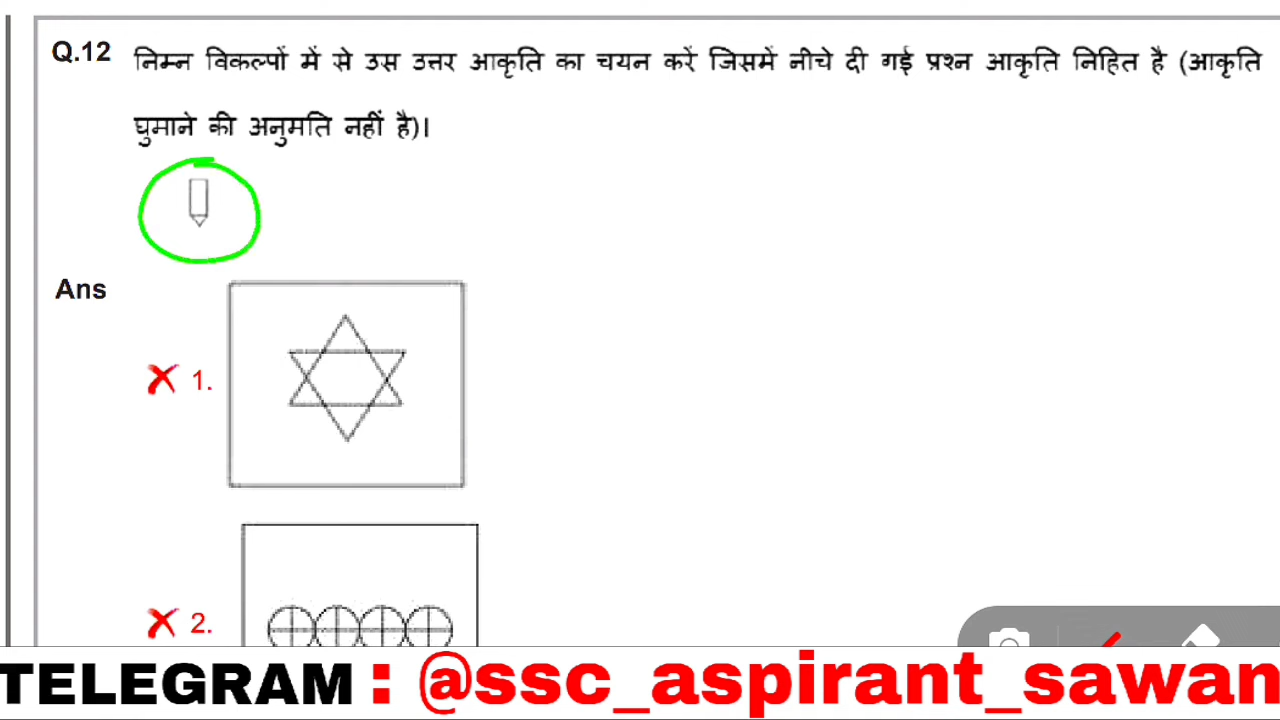 Q.12 निम्न विकल्पों में से उस उत्तर आकृति का चयन करें जिसमें नीचे दी गई प्रश्न आकृति निहित है (आकृति
घुमाने की अनुमति नहीं है)।
Ans
1.
2.
TELEGRAM : @ssc_aspirant_sawan